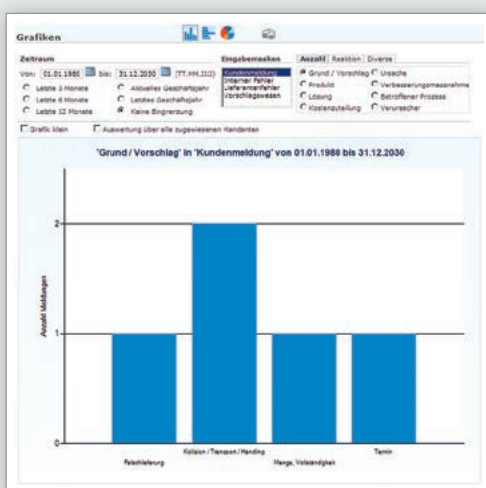 Grafiken
Zeitraum
Von: 01.01.1980 bis: 31.12.2030 [TT.MM.JJJJ]
Letzte 3 Monate Aktuelles Geschäftsjahr
Letzte 6 Monate Letztes Geschäftsjahr
Letzte 12 Monate Keine Eingrenzung
Eingabemasken
Kundenmeldung
Interner Fehler
Lieferantenfehler
Vorschlagswesen
Anzahl Reaktion Diverse
Grund / Vorschlag Ursache
Produkt Verbesserungsmassnahme
Lösung Betroffener Prozess
Kostenzuteilung Verursacher
Grafik klein Auswertung über alle zugewiesenen Mandanten
'Grund / Vorschlag' in 'Kundenmeldung' von 01.01.1980 bis 31.12.2030
Anzahl Meldungen
2
1
0
Kollision / Transport / Handling Termin
Falschlieferung Menge, Vollständigkeit